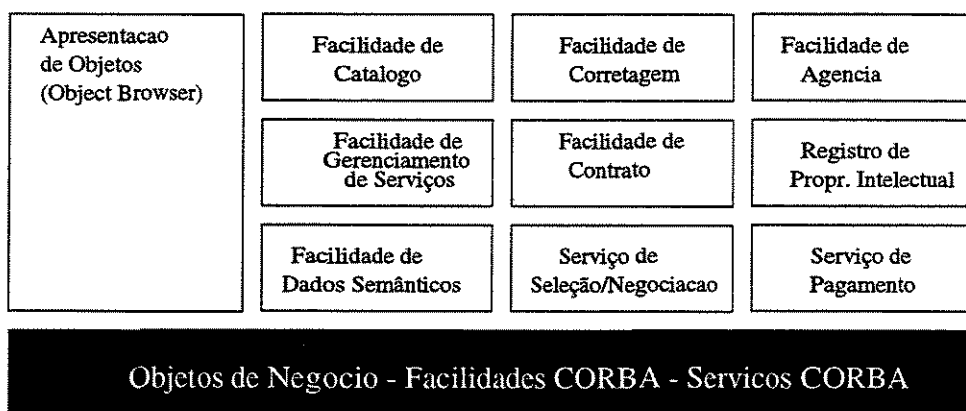 Apresentacao
de Objetos
(Object Browser)
Facilidade de
Catalogo
Facilidade de
Corretagem
Facilidade de
Agencia
Facilidade de
Gerenciamento
de Serviços
Facilidade de
Contrato
Registro de
Propr. Intelectual
Facilidade de
Dados Semânticos
Serviço de
Seleção/Negociacao
Serviço de
Pagamento
Objetos de Negocio - Facilidades CORBA - Servicos CORBA